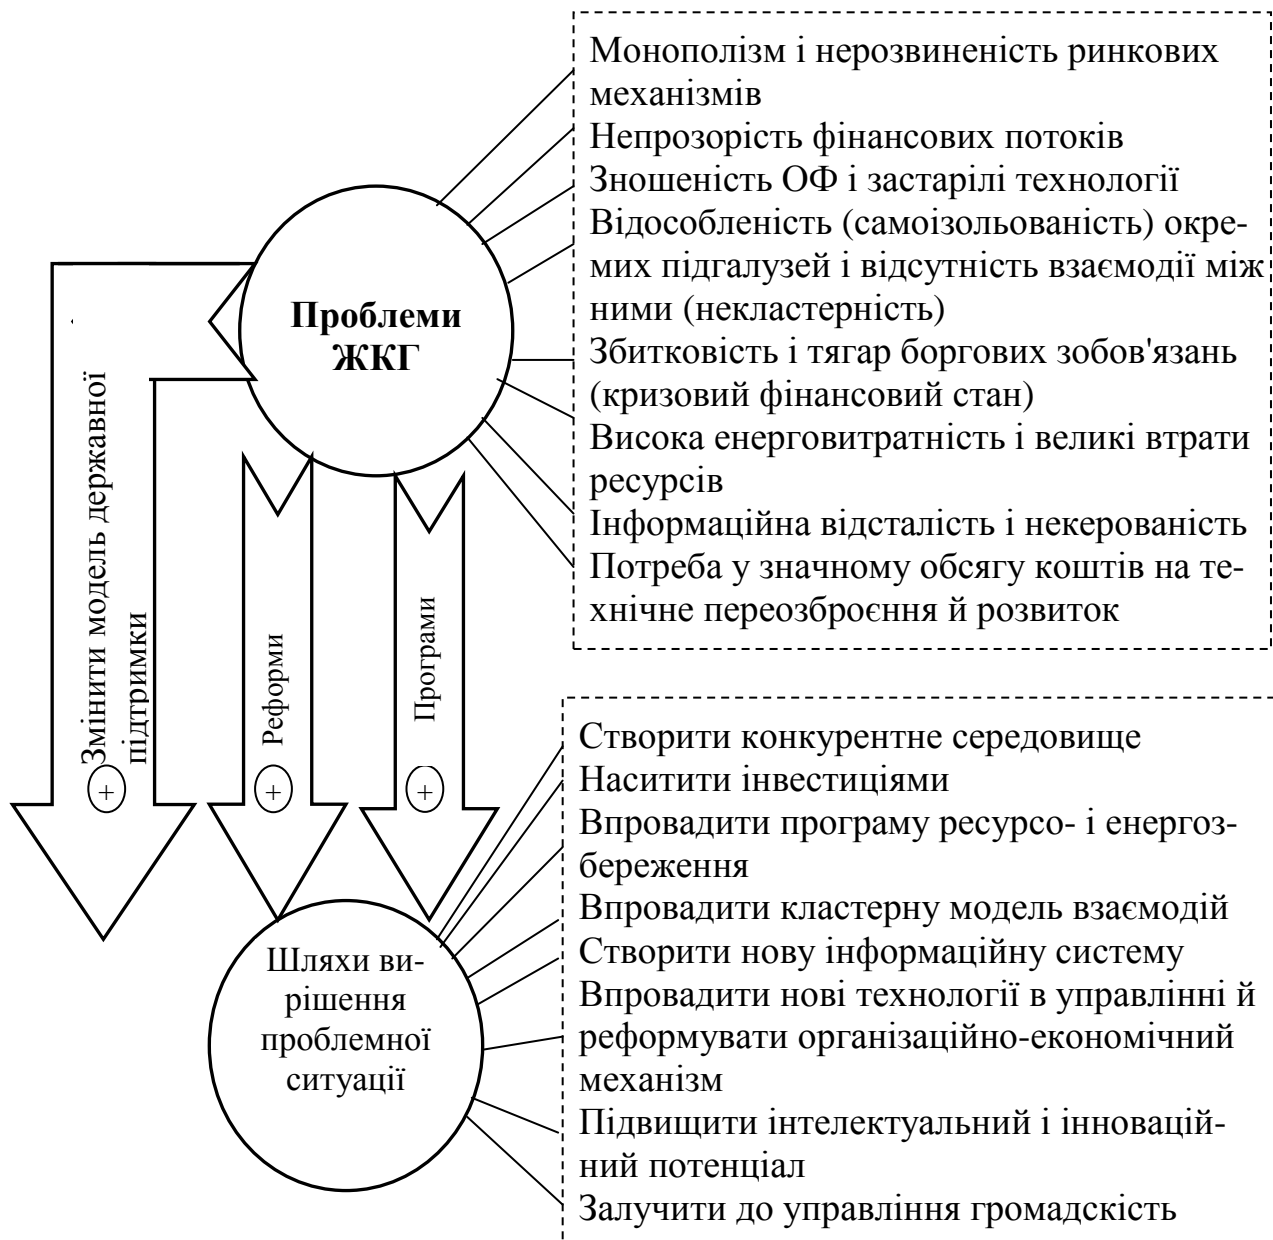 Монополізм і нерозвиненість ринкових
механізмів
Непрозорість фінансових потоків
Зношеність ОФ і застарілі технології
Відособленість (самоізольованість) окре-
мих підгалузей і відсутність взаємодії між
ними (некластерність)
Збитковість і тягар боргових зобов'язань
(кризовий фінансовий стан)
Висока енерговитратність і великі втрати
ресурсів
Інформаційна відсталість і некерованість
Потреба у значному обсягу коштів на те-
хнічне переозброєння й розвиток
Проблеми
ЖКГ
Змінити модель державної
підтримки
+
Реформи
+
Програми
+
Шляхи ви-
рішення
проблемної
ситуації
Створити конкурентне середовище
Наситити інвестиціями
Впровадити програму ресурсо- і енергоз-
береження
Впровадити кластерну модель взаємодій
Створити нову інформаційну систему
Впровадити нові технології в управлінні й
реформувати організаційно-економічний
механізм
Підвищити інтелектуальний і інновацій-
ний потенціал
Залучити до управління громадскість